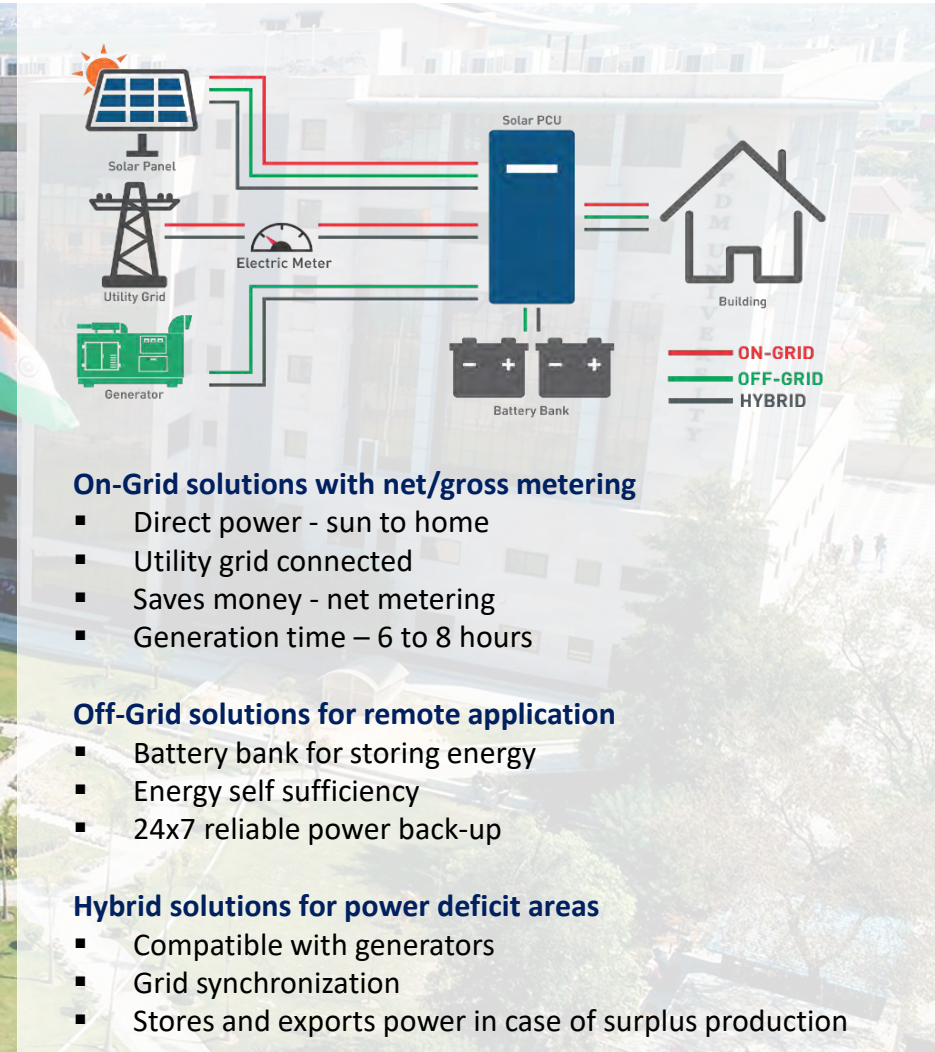 Solar PCU
Solar Panel
Electric Meter
Utility Grid
Building
Generator
Battery Bank
ON-GRID
OFF-GRID
HYBRID
PDM UNIVERSITY
On-Grid solutions with net/gross metering
▪ Direct power - sun to home
▪ Utility grid connected
▪ Saves money - net metering
▪ Generation time – 6 to 8 hours
Off-Grid solutions for remote application
▪ Battery bank for storing energy
▪ Energy self sufficiency
▪ 24x7 reliable power back-up
Hybrid solutions for power deficit areas
▪ Compatible with generators
▪ Grid synchronization
▪ Stores and exports power in case of surplus production